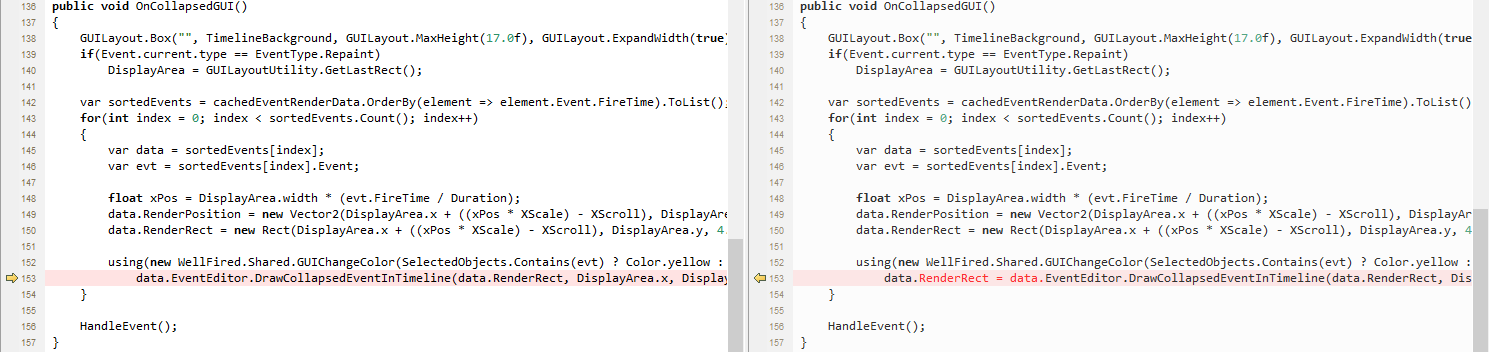 136 public void OnCollapsedGUI()
137 {
138 GUILayout.Box("", TimelineBackground, GUILayout.MaxHeight(17.0f), GUILayout.ExpandWidth(true)
139 if(Event.current.type == EventType.Repaint)
140 DisplayArea = GUILayoutUtility.GetLastRect();
141
142 var sortedEvents = cachedEventRenderData.OrderBy(element => element.Event.FireTime).ToList();
143 for(int index = 0; index < sortedEvents.Count(); index++)
144 {
145 var data = sortedEvents[index];
146 var evt = sortedEvents[index].Event;
147
148 float xPos = DisplayArea.width * (evt.FireTime / Duration);
149 data.RenderPosition = new Vector2(DisplayArea.x + ((xPos * XScale) - XScroll), DisplayAre
150 data.RenderRect = new Rect(DisplayArea.x + ((xPos * XScale) - XScroll), DisplayArea.y, 4.
151
152 using(new WellFired.Shared.GUIChangeColor(SelectedObjects.Contains(evt) ? Color.yellow :
153 data.EventEditor.DrawCollapsedEventInTimeline(data.RenderRect, DisplayArea.x, Display
154 }
155
156 HandleEvent();
157 }
136 public void OnCollapsedGUI()
137 {
138 GUILayout.Box("", TimelineBackground, GUILayout.MaxHeight(17.0f), GUILayout.ExpandWidth(true
139 if(Event.current.type == EventType.Repaint)
140 DisplayArea = GUILayoutUtility.GetLastRect();
141
142 var sortedEvents = cachedEventRenderData.OrderBy(element => element.Event.FireTime).ToList()
143 for(int index = 0; index < sortedEvents.Count(); index++)
144 {
145 var data = sortedEvents[index];
146 var evt = sortedEvents[index].Event;
147
148 float xPos = DisplayArea.width * (evt.FireTime / Duration);
149 data.RenderPosition = new Vector2(DisplayArea.x + ((xPos * XScale) - XScroll), DisplayAr
150 data.RenderRect = new Rect(DisplayArea.x + ((xPos * XScale) - XScroll), DisplayArea.y, 4
151
152 using(new WellFired.Shared.GUIChangeColor(SelectedObjects.Contains(evt) ? Color.yellow :
153 data.RenderRect = data.EventEditor.DrawCollapsedEventInTimeline(data.RenderRect, Dis
154 }
155
156 HandleEvent();
157 }